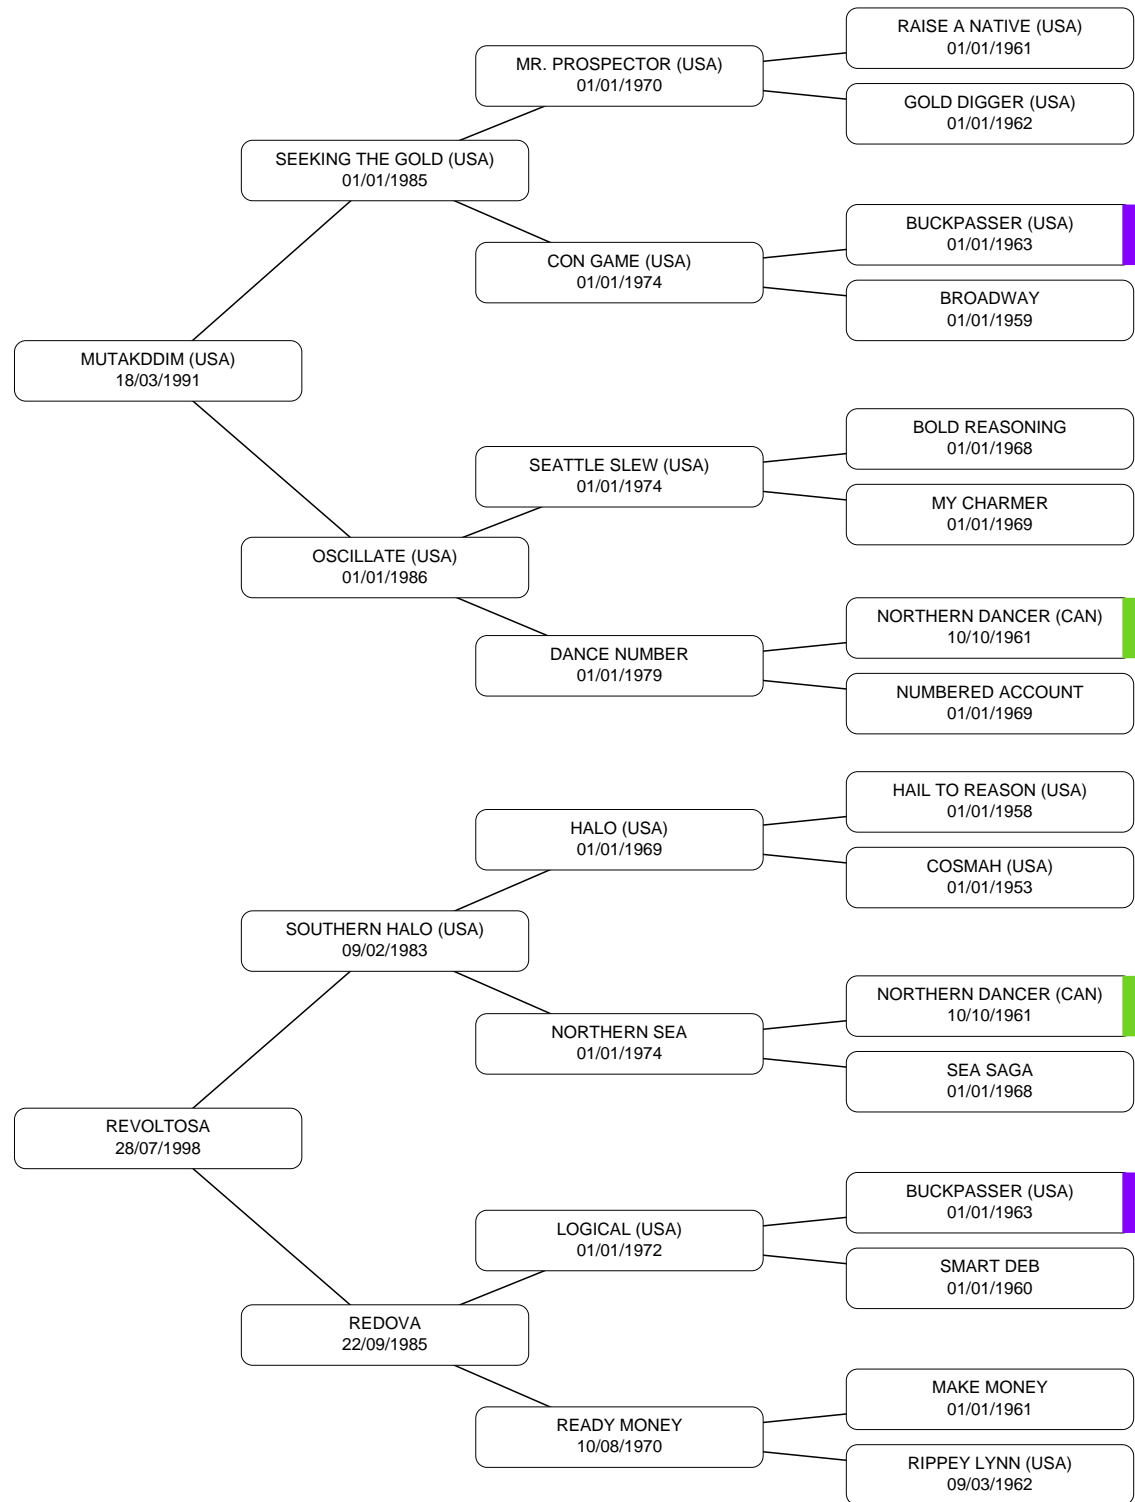 RAISE A NATIVE (USA)
01/01/1961
MR. PROSPECTOR (USA)
01/01/1970
GOLD DIGGER (USA)
01/01/1962
SEEKING THE GOLD (USA)
01/01/1985
BUCKPASSER (USA)
01/01/1963
CON GAME (USA)
01/01/1974
BROADWAY
01/01/1959
MUTAKDDIM (USA)
18/03/1991
BOLD REASONING
01/01/1968
SEATTLE SLEW (USA)
01/01/1974
MY CHARMER
01/01/1969
OSCILLATE (USA)
01/01/1986
NORTHERN DANCER (CAN)
10/10/1961
DANCE NUMBER
01/01/1979
NUMBERED ACCOUNT
01/01/1969
HAIL TO REASON (USA)
01/01/1958
HALO (USA)
01/01/1969
COSMAH (USA)
01/01/1953
SOUTHERN HALO (USA)
09/02/1983
NORTHERN DANCER (CAN)
10/10/1961
NORTHERN SEA
01/01/1974
SEA SAGA
01/01/1968
REVOLTOSA
28/07/1998
BUCKPASSER (USA)
01/01/1963
LOGICAL (USA)
01/01/1972
SMART DEB
01/01/1960
REDOVA
22/09/1985
MAKE MONEY
01/01/1961
READY MONEY
10/08/1970
RIPPEY LYNN (USA)
09/03/1962